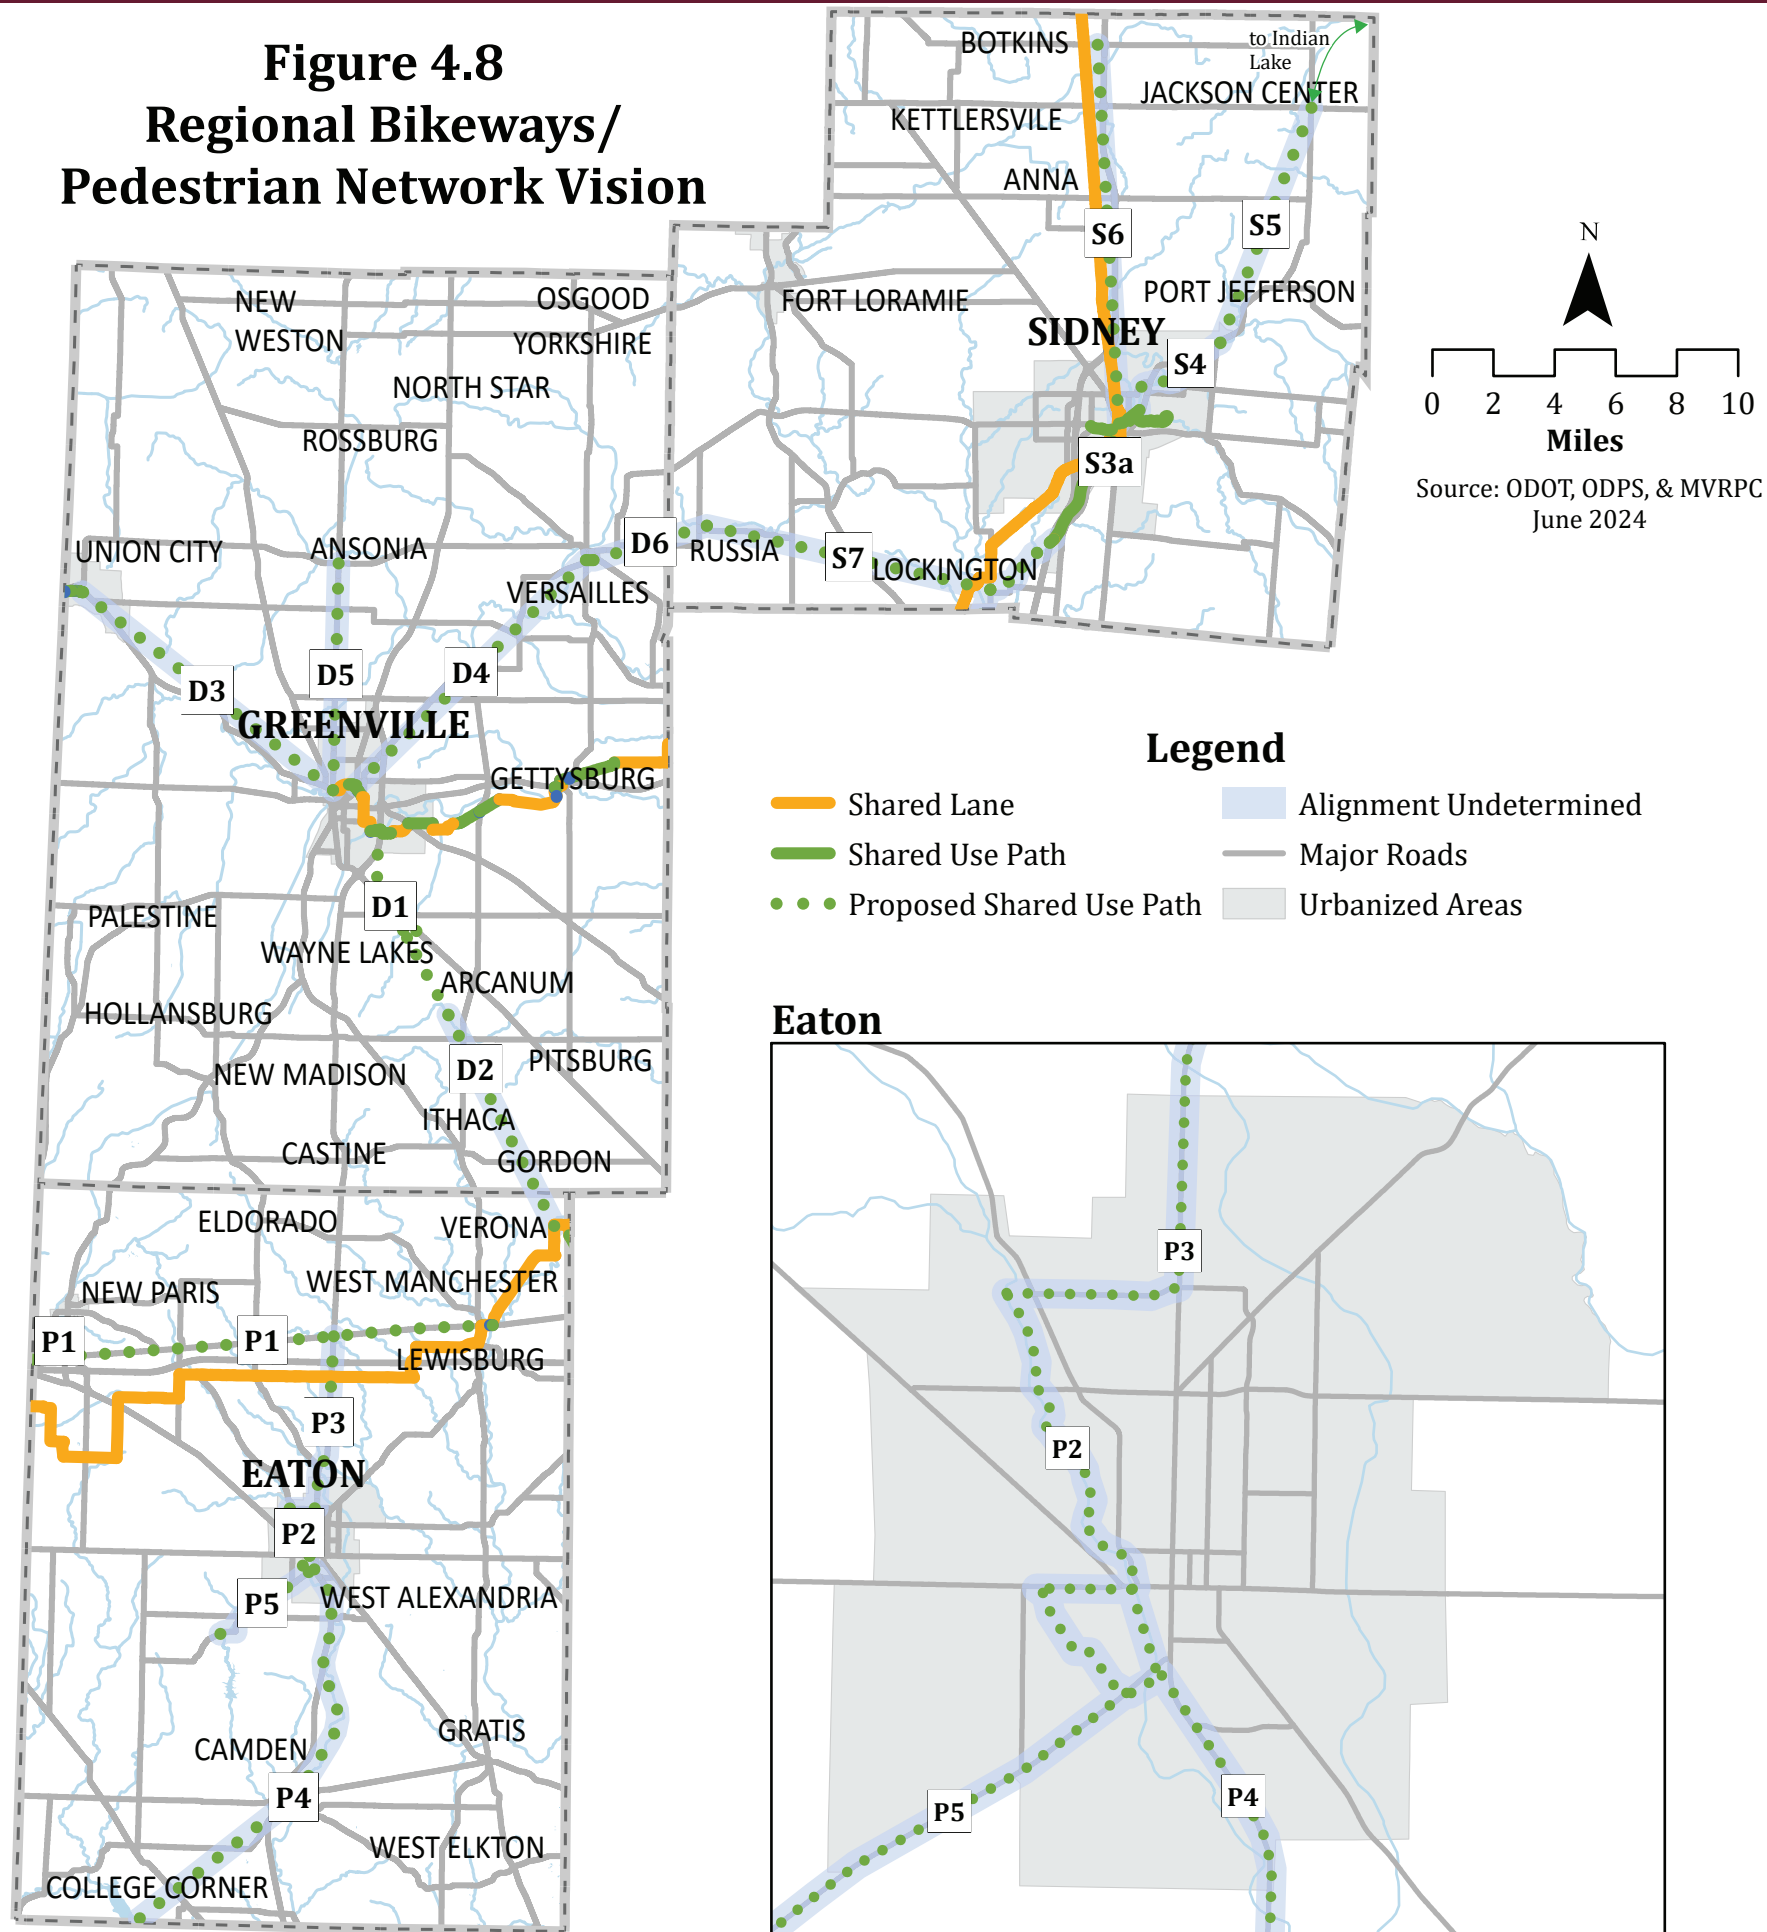 Figure 4.8
Regional Bikeways/
Pedestrian Network Vision
BOTKINS
to Indian
Lake
JACKSON CENTER
KETTLERSVILE
ANNA
S6
S5
PORT JEFFERSON
FORT LORAMIE
SIDNEY
S4
S3a
RUSSIA
S7
LOCKINGTON
N
0 2 4 6 8 10
Miles
Source: ODOT, ODPS, & MVRPC
June 2024
NEW
WESTON
OSGOOD
YORKSHIRE
NORTH STAR
ROSSBURG
UNION CITY
ANSONIA
D6
VERSAILLES
D3
D5
D4
GREENVILLE
GETTYSBURG
D1
PALESTINE
WAYNE LAKES
ARCANUM
HOLLANSBURG
NEW MADISON
D2
PITSBURG
ITHACA
CASTINE
GORDON
ELDORADO
VERONA
WEST MANCHESTER
NEW PARIS
P1
P1
LEWISBURG
P3
EATON
P2
P5
WEST ALEXANDRIA
GRATIS
CAMDEN
P4
WEST ELKTON
COLLEGE CORNER
Legend
Shared Lane
Shared Use Path
Proposed Shared Use Path
Alignment Undetermined
Major Roads
Urbanized Areas
Eaton
P3
P2
P5
P4